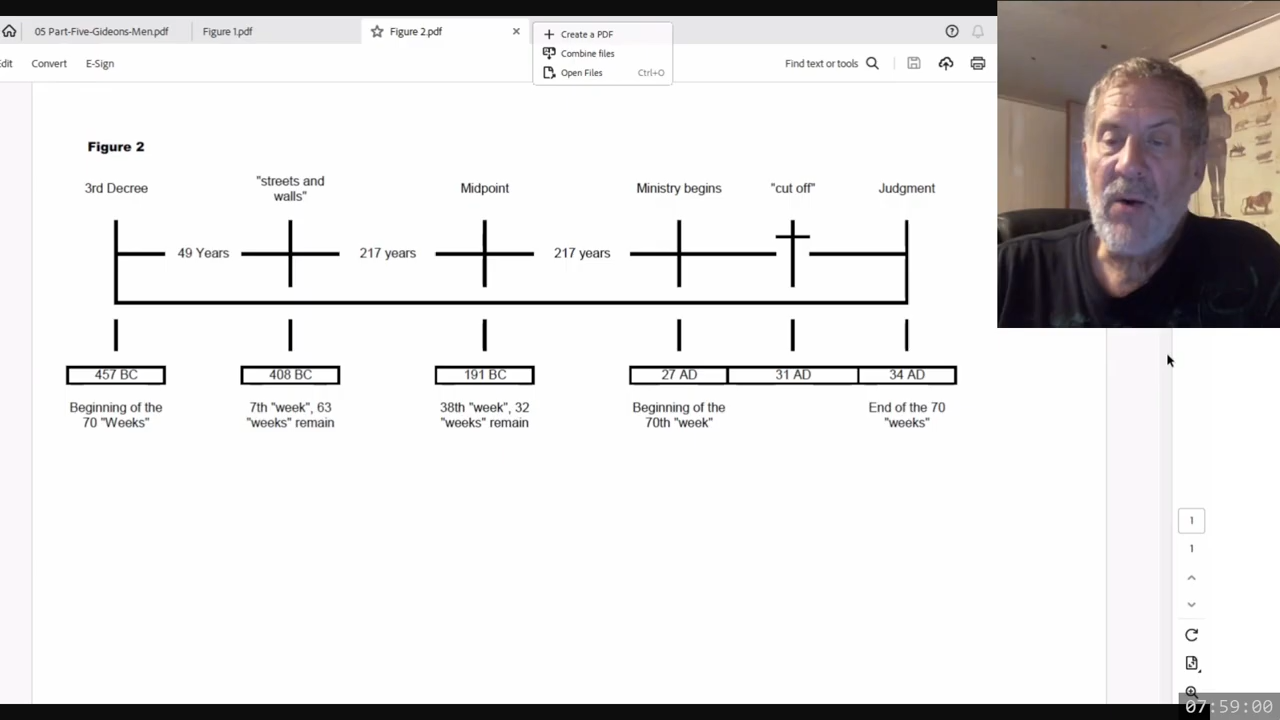 05 Part-Five-Gideons-Men.pdf
Figure 1.pdf
Figure 2.pdf
Create a PDF
Combine files
Open Files Ctrl+O
dit
Convert
E-Sign
Find text or tools
Figure 2
3rd Decree
"streets and
walls"
Midpoint
Ministry begins
"cut off"
Judgment
49 Years
217 years
217 years
457 BC
408 BC
191 BC
27 AD
31 AD
34 AD
Beginning of the
70 "Weeks"
7th "week", 63
"weeks" remain
38th "week", 32
"weeks" remain
Beginning of the
70th "week"
End of the 70
"weeks"
1
1
07:59:00